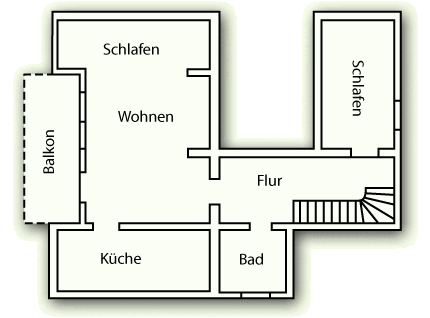 Schlafen
Schlafen
Wohnen
Balkon
Flur
Küche
Bad